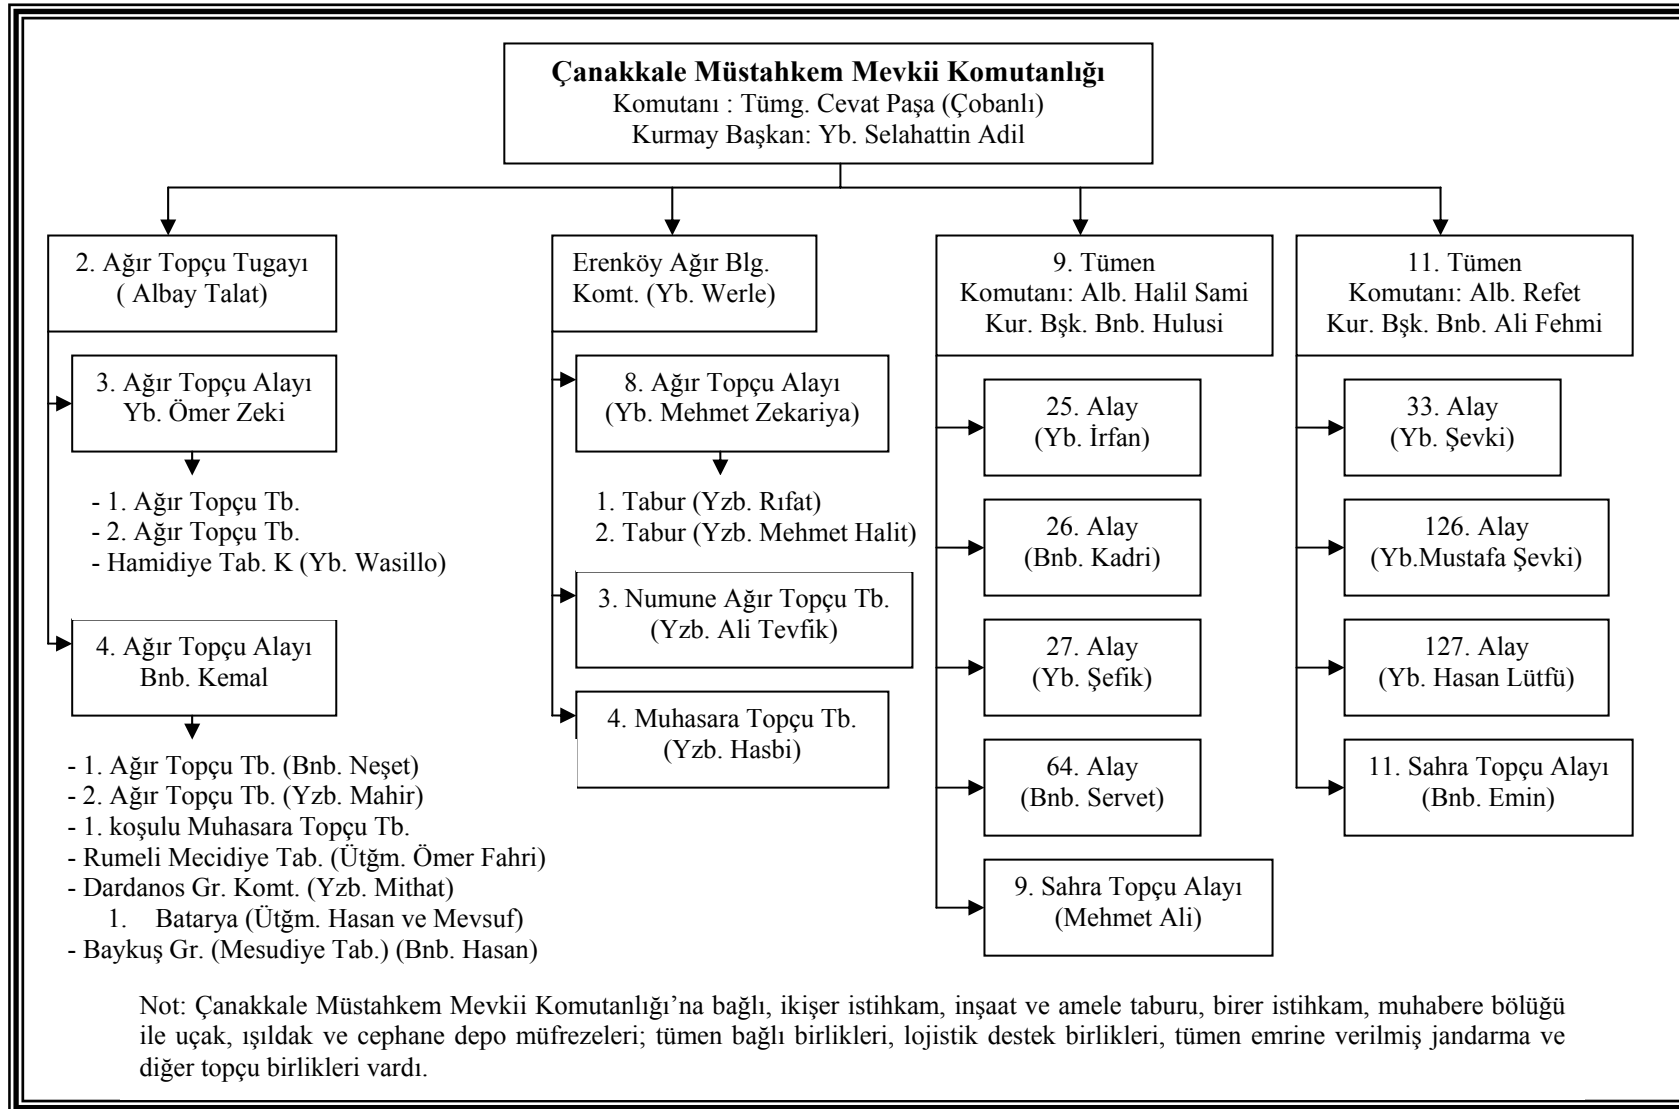 Çanakkale Müstahkem Mevkii Komutanlığı
Komutanı : Tümg. Cevat Paşa (Çobanlı)
Kurmay Başkan: Yb. Selahattin Adil
2. Ağır Topçu Tugayı
( Albay Talat)
3. Ağır Topçu Alayı
Yb. Ömer Zeki
- 1. Ağır Topçu Tb.
- 2. Ağır Topçu Tb.
- Hamidiye Tab. K (Yb. Wasillo)
4. Ağır Topçu Alayı
Bnb. Kemal
- 1. Ağır Topçu Tb. (Bnb. Neşet)
- 2. Ağır Topçu Tb. (Yzb. Mahir)
- 1. koşulu Muhasara Topçu Tb.
- Rumeli Mecidiye Tab. (Ütğm. Ömer Fahri)
- Dardanos Gr. Komt. (Yzb. Mithat)
1. Batarya (Ütğm. Hasan ve Mevsuf)
- Baykuş Gr. (Mesudiye Tab.) (Bnb. Hasan)
Erenköy Ağır Blg.
Komt. (Yb. Werle)
8. Ağır Topçu Alayı
(Yb. Mehmet Zekariya)
1. Tabur (Yzb. Rıfat)
2. Tabur (Yzb. Mehmet Halit)
3. Numune Ağır Topçu Tb.
(Yzb. Ali Tevfik)
4. Muhasara Topçu Tb.
(Yzb. Hasbi)
9. Tümen
Komutanı: Alb. Halil Sami
Kur. Bşk. Bnb. Hulusi
25. Alay
(Yb. İrfan)
26. Alay
(Bnb. Kadri)
27. Alay
(Yb. Şefik)
64. Alay
(Bnb. Servet)
9. Sahra Topçu Alayı
(Mehmet Ali)
11. Tümen
Komutanı: Alb. Refet
Kur. Bşk. Bnb. Ali Fehmi
33. Alay
(Yb. Şevki)
126. Alay
(Yb.Mustafa Şevki)
127. Alay
(Yb. Hasan Lütfü)
11. Sahra Topçu Alayı
(Bnb. Emin)
Not: Çanakkale Müstahkem Mevkii Komutanlığı’na bağlı, ikişer istihkam, inşaat ve amele taburu, birer istihkam, muhabere bölüğü
ile uçak, ışıldak ve cephane depo müfrezeleri; tümen bağlı birlikleri, lojistik destek birlikleri, tümen emrine verilmiş jandarma ve
diğer topçu birlikleri vardı.